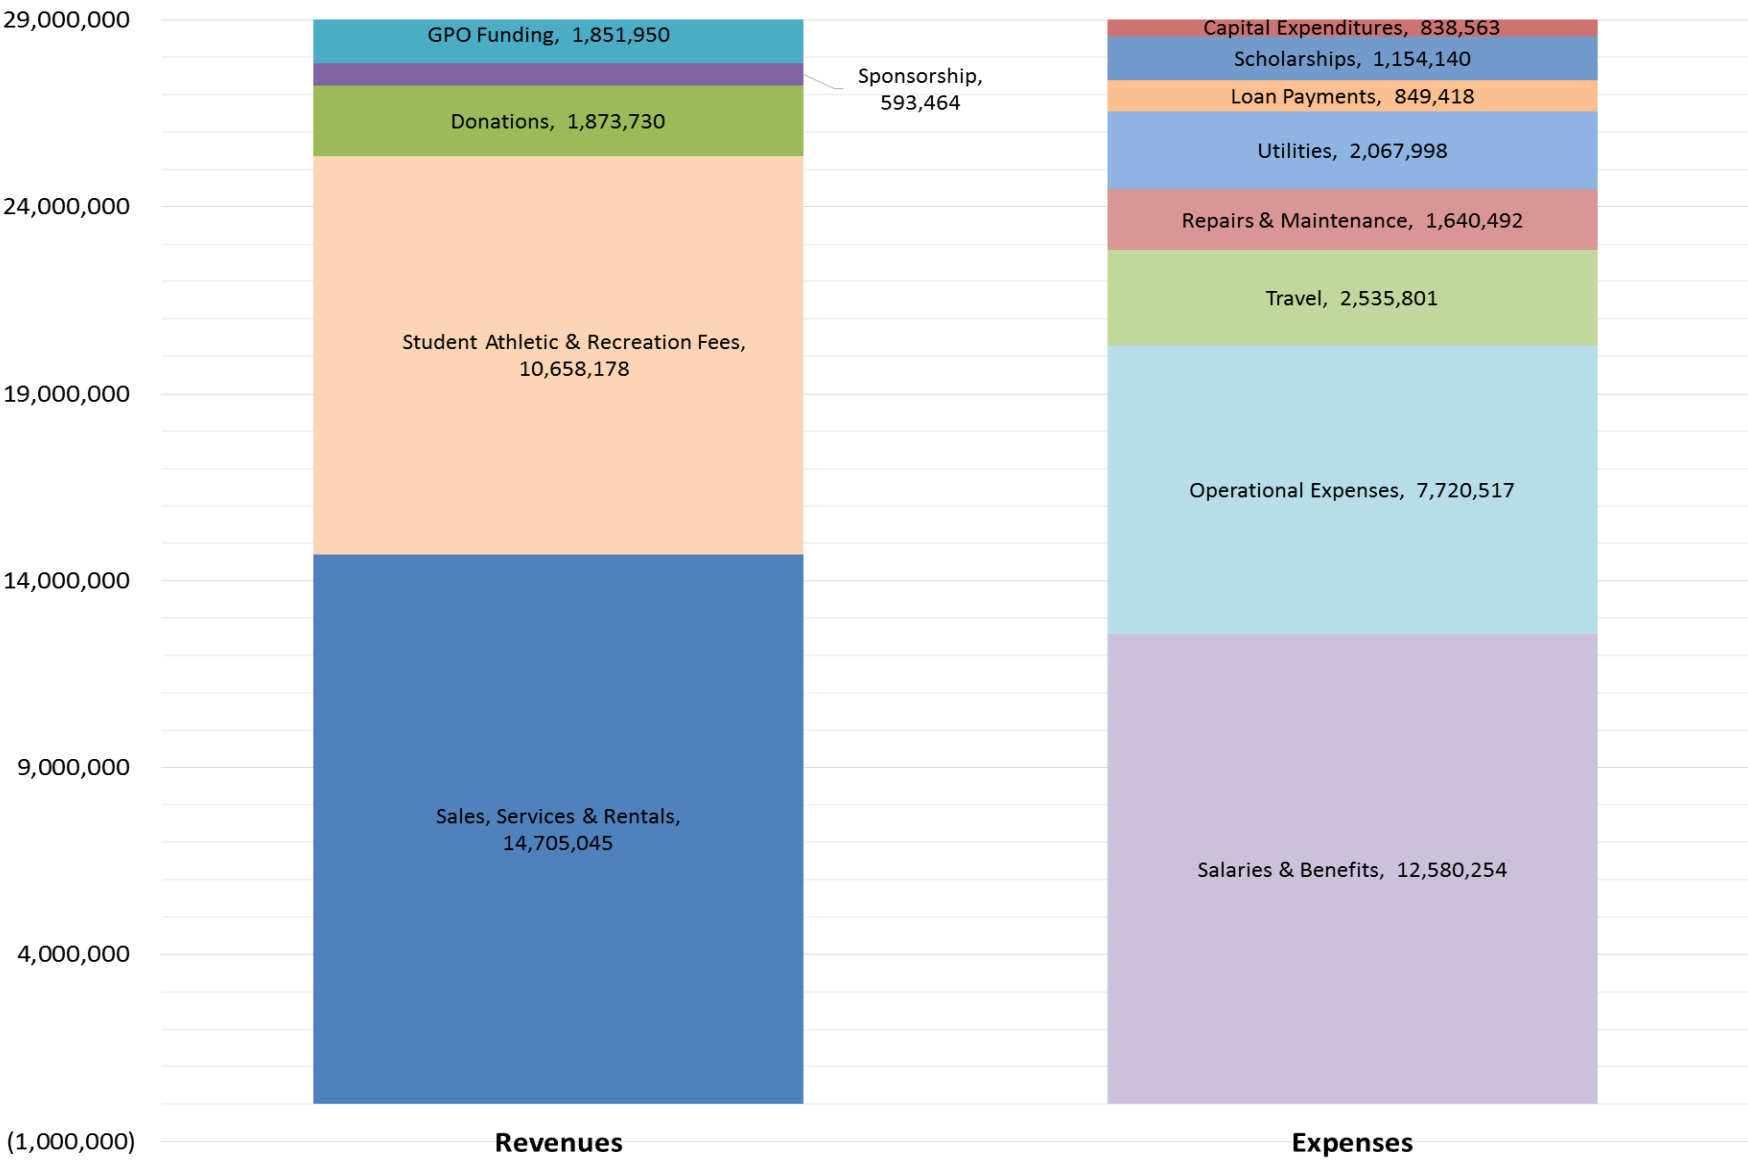 29,000,000
24,000,000
19,000,000
14,000,000
9,000,000
4,000,000
(1,000,000)
GPO Funding, 1,851,950
Sponsorship,
593,464
Donations, 1,873,730
Student Athletic & Recreation Fees,
10,658,178
Sales, Services & Rentals,
14,705,045
Revenues
Capital Expenditures, 838,563
Scholarships, 1,154,140
Loan Payments, 849,418
Utilities, 2,067,998
Repairs & Maintenance, 1,640,492
Travel, 2,535,801
Operational Expenses, 7,720,517
Salaries & Benefits, 12,580,254
Expenses